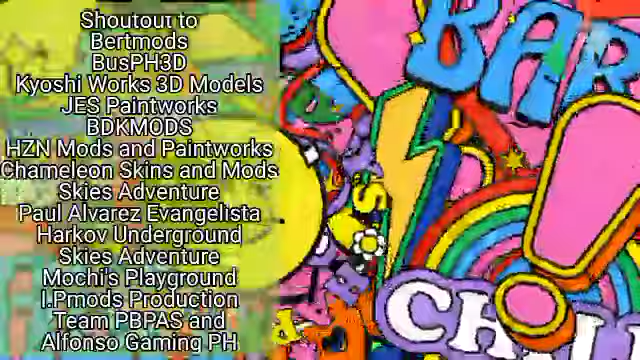 Shoutout to
Bertmods
BusPH3D
Kyoshi Works 3D Models
JES Paintworks
BDKMODS
HZN Mods and Paintworks
Chameleon Skins and Mods
Skies Adventure
Paul Alvarez Evangelista
Harkov Underground
Skies Adventure
Mochi's Playground
I.Pmods Production
Team PBPAS and
Alfonso Gaming PH
BAR